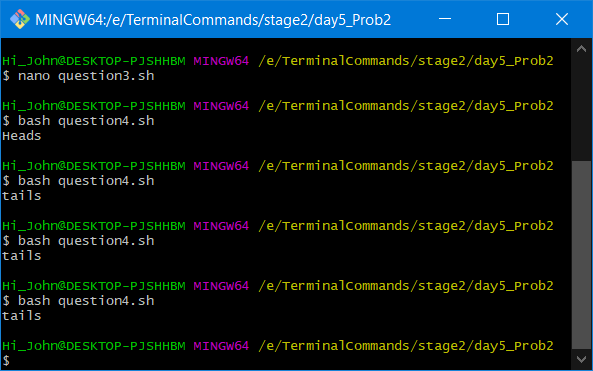 MINGW64:/e/TerminalCommands/stage2/day5_Prob2
Hi_John@DESKTOP-PJSHHBM MINGW64 /e/TerminalCommands/stage2/day5_Prob2
$ nano question3.sh
Hi_John@DESKTOP-PJSHHBM MINGW64 /e/TerminalCommands/stage2/day5_Prob2
$ bash question4.sh
Heads
Hi_John@DESKTOP-PJSHHBM MINGW64 /e/TerminalCommands/stage2/day5_Prob2
$ bash question4.sh
tails
Hi_John@DESKTOP-PJSHHBM MINGW64 /e/TerminalCommands/stage2/day5_Prob2
$ bash question4.sh
tails
Hi_John@DESKTOP-PJSHHBM MINGW64 /e/TerminalCommands/stage2/day5_Prob2
$ bash question4.sh
tails
Hi_John@DESKTOP-PJSHHBM MINGW64 /e/TerminalCommands/stage2/day5_Prob2
$